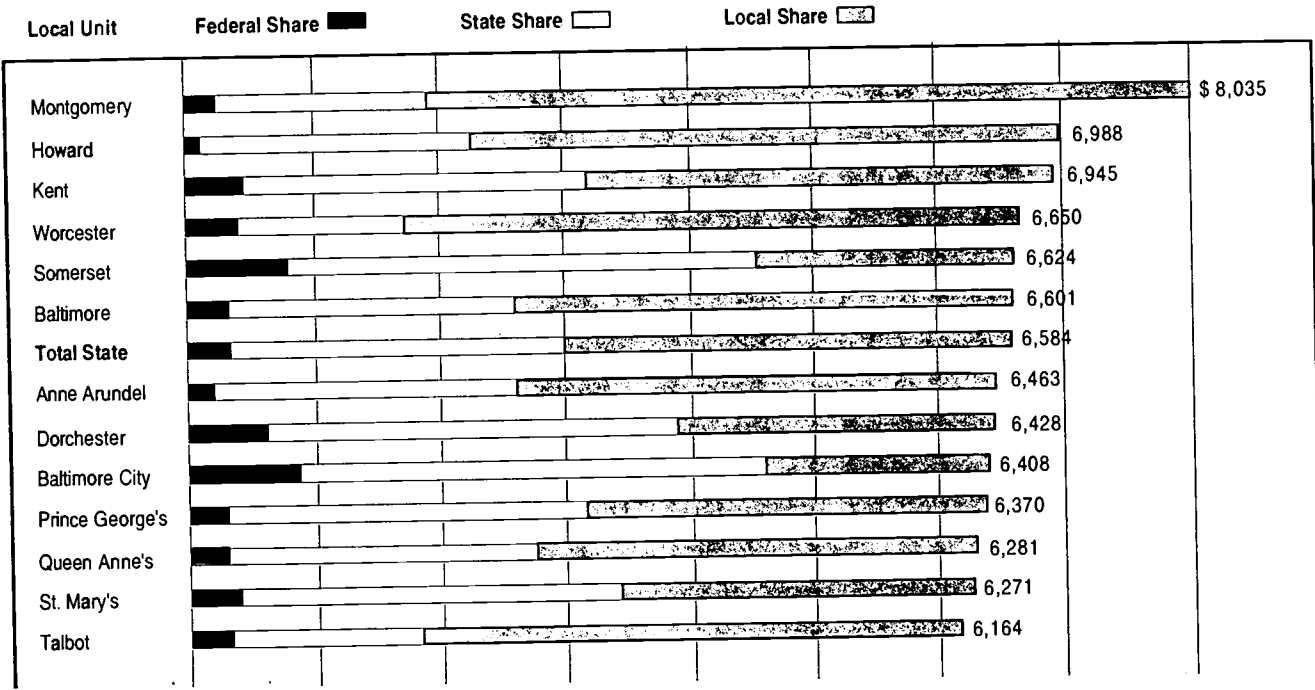 Local Unit Federal Share State Share Local Share
Montgomery $ 8,035
Howard 6,988
Kent 6,945
Worcester 6,650
Somerset 6,624
Baltimore 6,601
Total State 6,584
Anne Arundel 6,463
Dorchester 6,428
Baltimore City 6,408
Prince George's 6,370
Queen Anne's 6,281
St. Mary's 6,271
Talbot 6,164